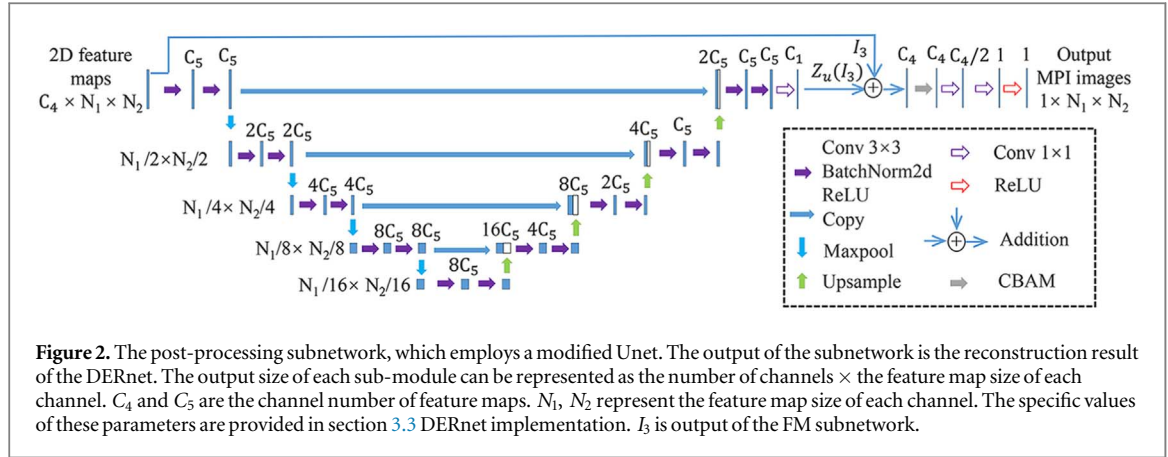 2D feature
maps
C₄ × N₁ × N₂
C₅
C₅
2C₅
C₅
C₅
C₁
Z_u(I₃)
I₃
C₄
C₄
C₄/2
1
1
Output
MPI images
1× N₁ × N₂
N₁/2×N₂/2
2C₅
2C₅
4C₅
C₅
N₁/4× N₂/4
4C₅
4C₅
8C₅
2C₅
N₁/8× N₂/8
8C₅
8C₅
16C₅
4C₅
N₁/16× N₂/16
8C₅
Conv 3×3
BatchNorm2d
ReLU
Copy
Maxpool
Upsample
Conv 1×1
ReLU
Addition
CBAM
Figure 2. The post-processing subnetwork, which employs a modified Unet. The output of the subnetwork is the reconstruction result
of the DERnet. The output size of each sub-module can be represented as the number of channels × the feature map size of each
channel. C₄ and C₅ are the channel number of feature maps. N₁, N₂ represent the feature map size of each channel. The specific values
of these parameters are provided in section 3.3 DERnet implementation. I₃ is output of the FM subnetwork.